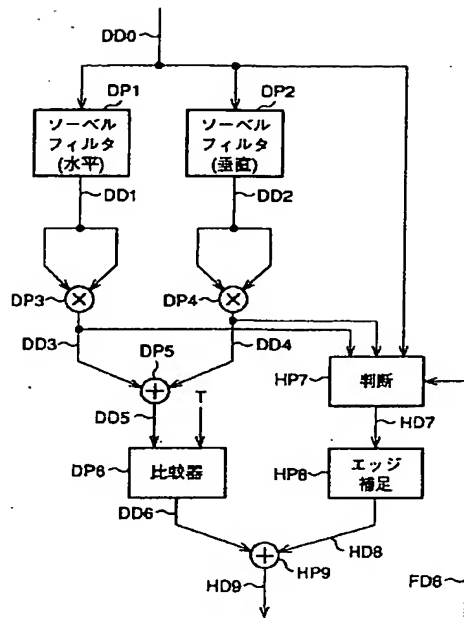 DD0
DP1
DP2
ソーベル
フィルタ
(水平)
ソーベル
フィルタ
(垂直)
DD1
DD2
DP3
DP4
DD3
DD4
DP5
HP7
判断
DD5
T
HD7
DP6
比較器
HP8
エッジ
補足
DD6
HD8
HP9
HD9
FD6